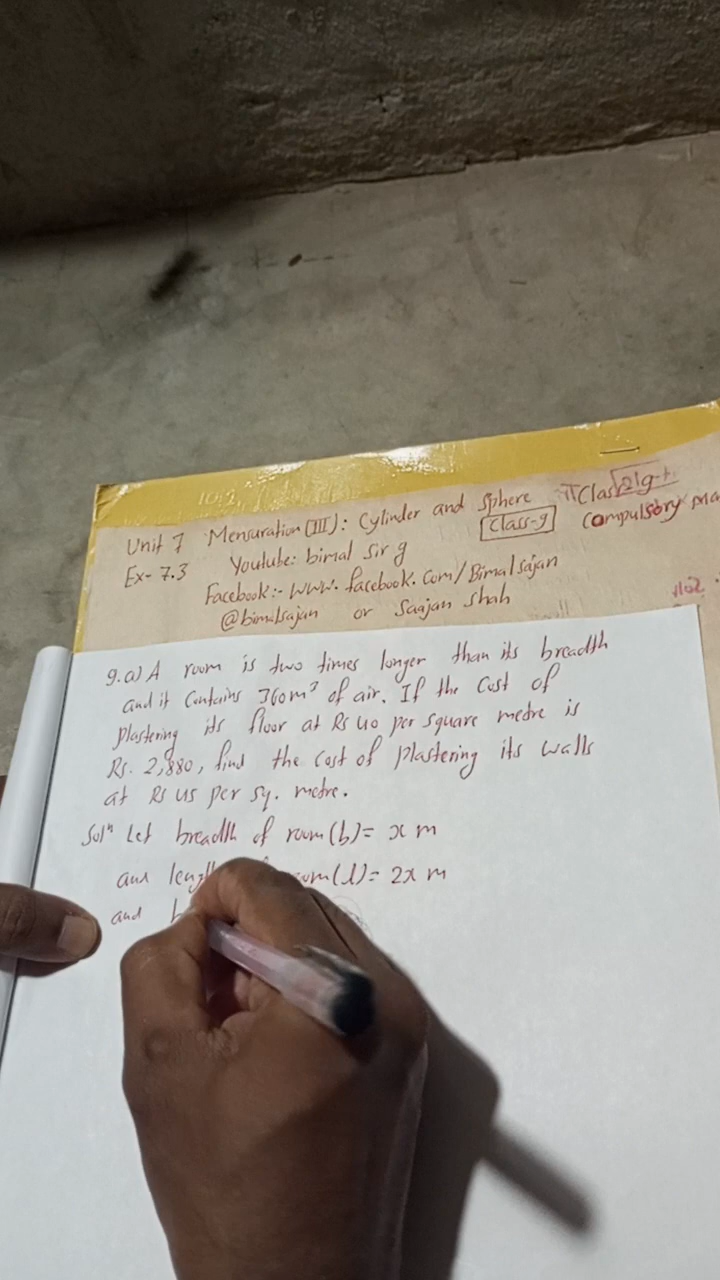 Unit 7 Mensuration (III): Cylinder and Sphere
Ex- 7.3 Youtube: bimal Sir g Class-9 Compulsory
Facebook:- www.facebook.com/Bimalsajan
@bimalsajan or Saajan Shah
9.a) A room is two times longer than its breadth
and it Contains 360m³ of air. If the Cost of
Plastering its floor at Rs 40 per square metre is
Rs. 2,880, find the Cost of Plastering its walls
at Rs 45 per sq. metre.
Solⁿ Let breadth of room(b)= x m
(l)= 2x m
and